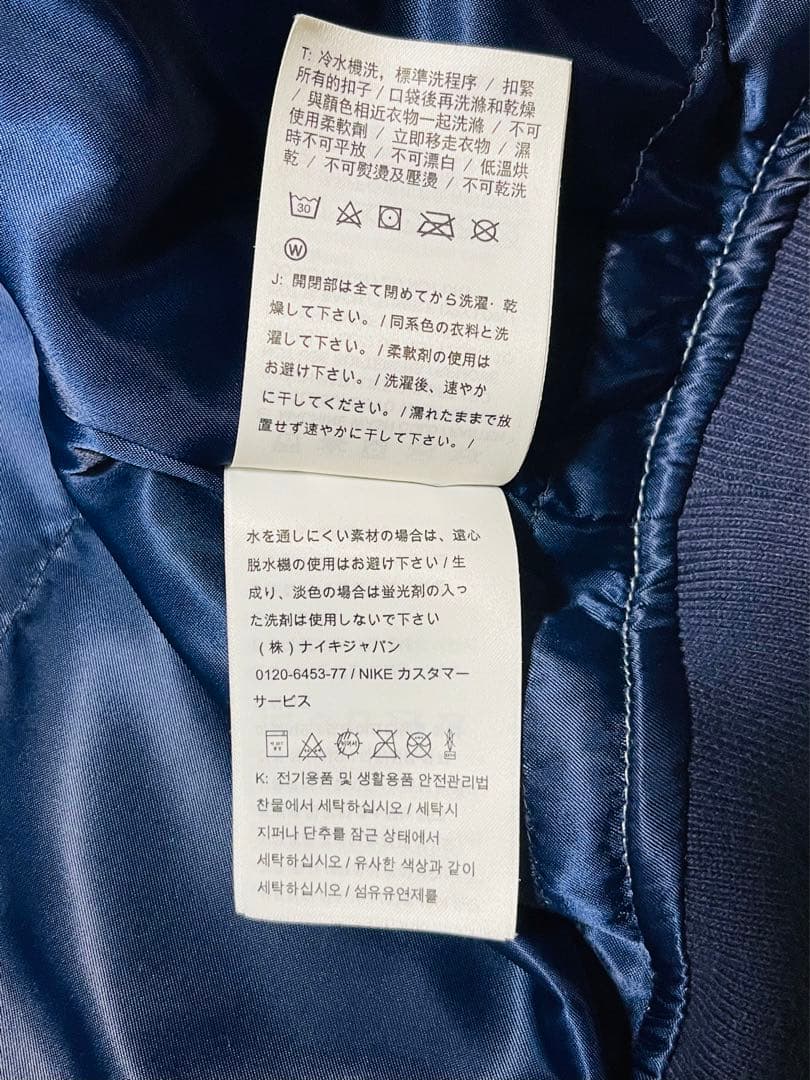 T: 冷水機洗，標準洗程序 / 扣緊
所有的扣子 / 口袋後再洗滌和乾燥
/ 與顏色相近衣物一起洗滌 / 不可
使用柔軟劑 / 立即移走衣物 / 濕
時不可平放 / 不可漂白 / 低溫烘
乾 / 不可熨燙及壓燙 / 不可乾洗
30
W
J: 開閉部は全て閉めてから洗濯・乾
燥して下さい。 / 同系色の衣料と洗
濯して下さい。 / 柔軟剤の使用は
お避け下さい。 / 洗濯後、速やか
に干してください。 / 濡れたままで放
置せず速やかに干して下さい。 /
水を通しにくい素材の場合は、遠心
脱水機の使用はお避け下さい / 生
成り、淡色の場合は蛍光剤の入っ
た洗剤は使用しないで下さい
(株) ナイキジャパン
0120-6453-77 / NIKE カスタマー
サービス
K: 전기용품 및 생활용품 안전관리법
찬물에서 세탁하십시오 / 세탁시
지퍼나 단추를 잠근 상태에서
세탁하십시오 / 유사한 색상과 같이
세탁하십시오 / 섬유유연제를